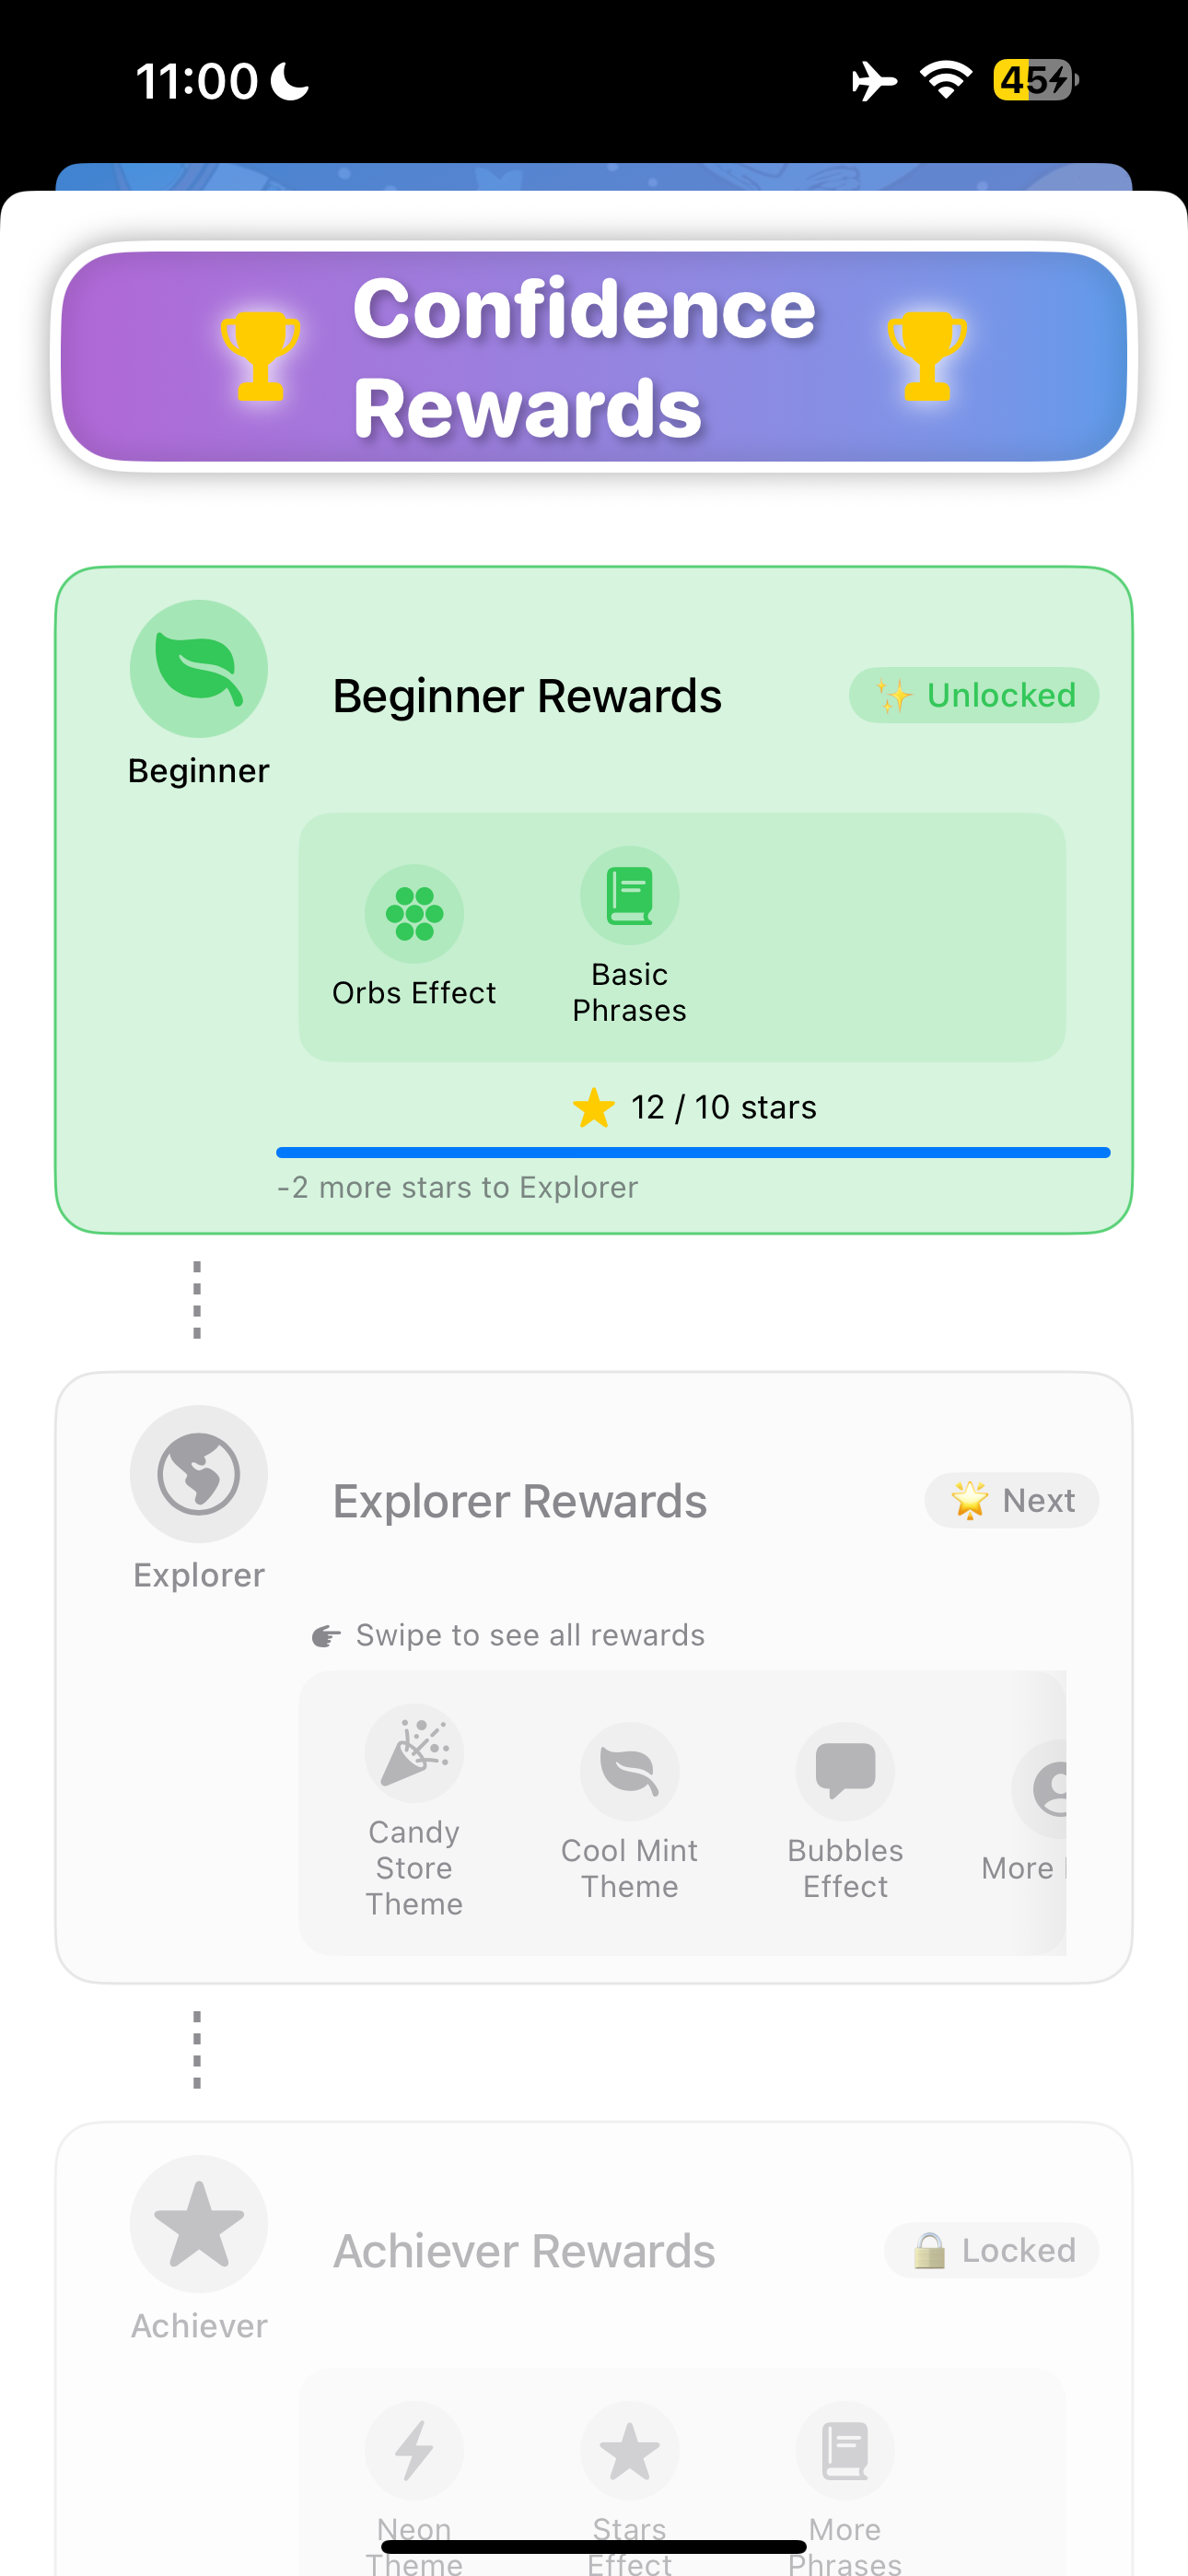 11:00
45
Confidence
Rewards
Beginner Rewards
✨ Unlocked
Beginner
Orbs Effect
Basic
Phrases
12 / 10 stars
-2 more stars to Explorer
Explorer Rewards
🌟 Next
Explorer
Swipe to see all rewards
Candy
Store
Theme
Cool Mint
Theme
Bubbles
Effect
More
Achiever Rewards
🔒 Locked
Achiever
Neon
Theme
Stars
Effect
More
Phrases